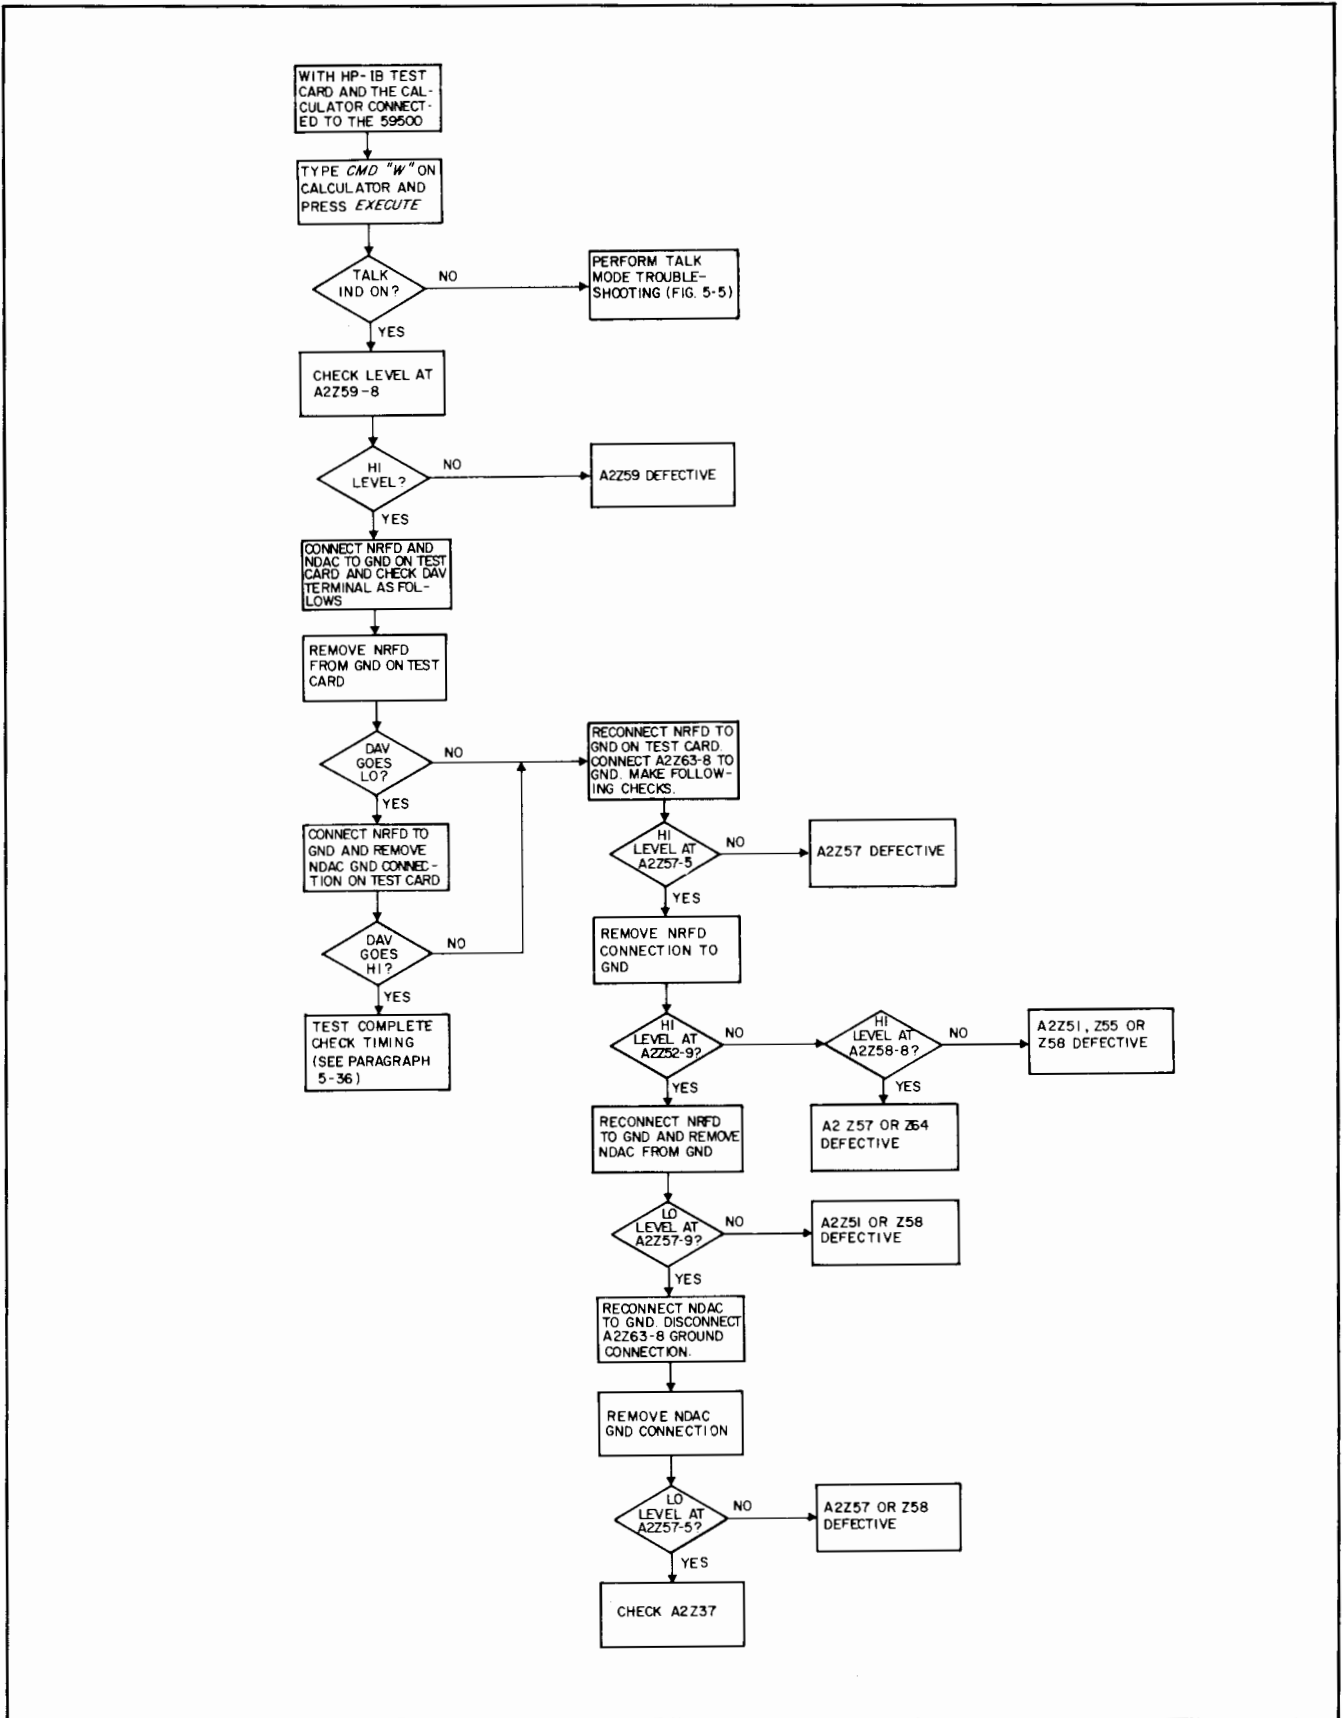 WITH HP-IB TEST
CARD AND THE CAL-
CULATOR CONNECT-
ED TO THE 59500
TYPE CMD "W" ON
CALCULATOR AND
PRESS EXECUTE
TALK
IND ON?
NO
PERFORM TALK
MODE TROUBLE-
SHOOTING (FIG. 5-5)
YES
CHECK LEVEL AT
A2Z59-8
HI
LEVEL?
NO
A2Z59 DEFECTIVE
YES
CONNECT NRFD AND
NDAC TO GND ON TEST
CARD AND CHECK DAV
TERMINAL AS FOL-
LOWS
REMOVE NRFD
FROM GND ON TEST
CARD
DAV
GOES
LO?
NO
RECONNECT NRFD TO
GND ON TEST CARD.
CONNECT A2Z63-8 TO
GND. MAKE FOLLOW-
ING CHECKS.
YES
CONNECT NRFD TO
GND AND REMOVE
NDAC GND CONNEC-
TION ON TEST CARD
HI
LEVEL AT
A2Z57-5
NO
A2Z57 DEFECTIVE
YES
DAV
GOES
HI?
NO
REMOVE NRFD
CONNECTION TO
GND
YES
TEST COMPLETE
CHECK TIMING
(SEE PARAGRAPH
5-36)
HI
LEVEL AT
A2Z52-9?
NO
HI
LEVEL AT
A2Z58-8?
NO
A2Z51, Z55 OR
Z58 DEFECTIVE
YES
YES
RECONNECT NRFD
TO GND AND REMOVE
NDAC FROM GND
A2 Z57 OR Z64
DEFECTIVE
LO
LEVEL AT
A2Z57-9?
NO
A2Z51 OR Z58
DEFECTIVE
YES
RECONNECT NDAC
TO GND. DISCONNECT
A2Z63-8 GROUND
CONNECTION.
REMOVE NDAC
GND CONNECTION
LO
LEVEL AT
A2Z57-5?
NO
A2Z57 OR Z58
DEFECTIVE
YES
CHECK A2Z37